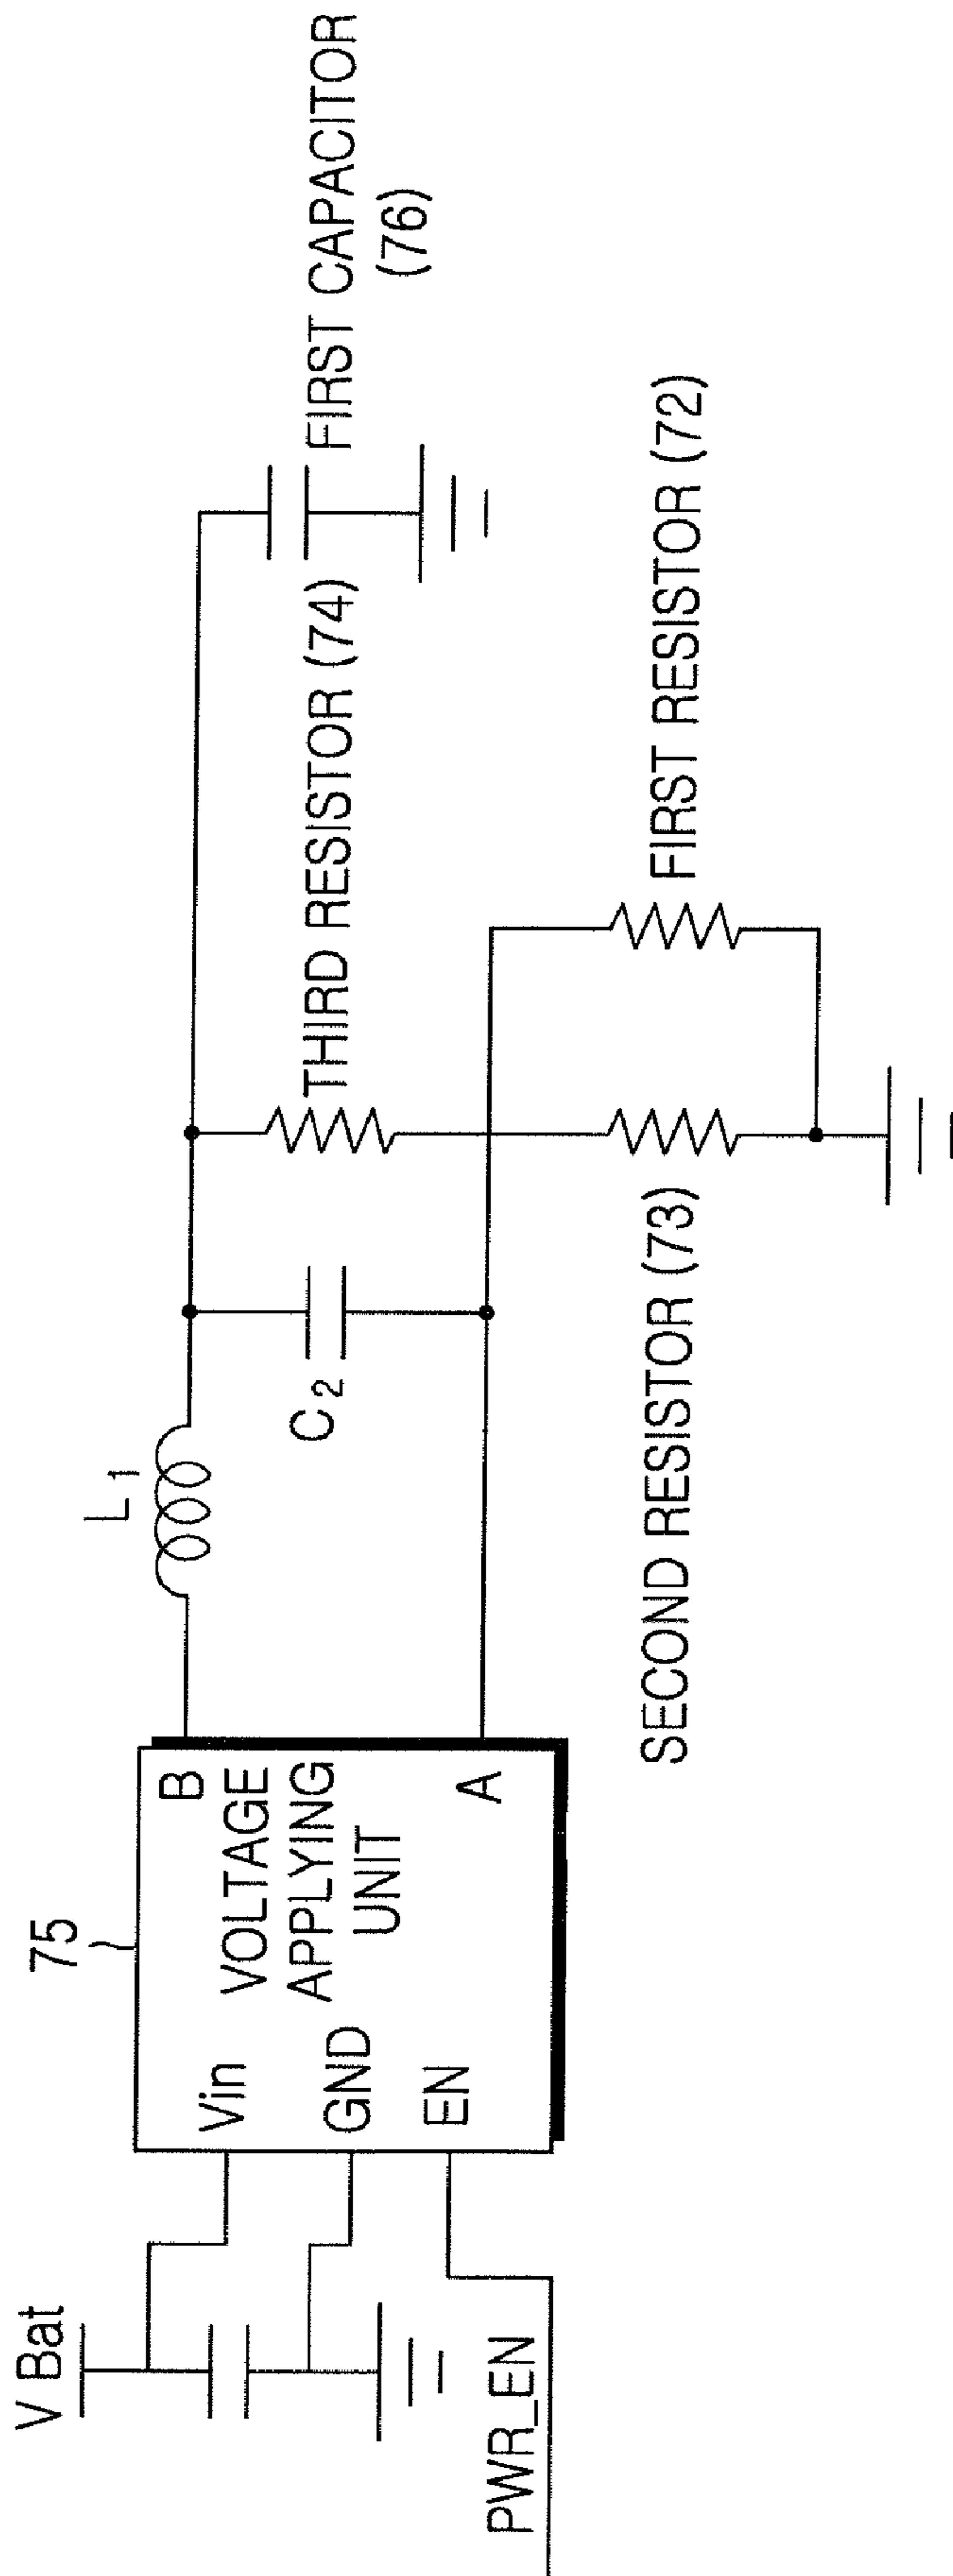 V Bat
PWR_EN
75
Vin
GND
EN
B
VOLTAGE
APPLYING
UNIT
A
L1
C2
THIRD RESISTOR (74)
SECOND RESISTOR (73)
FIRST RESISTOR (72)
FIRST CAPACITOR
(76)